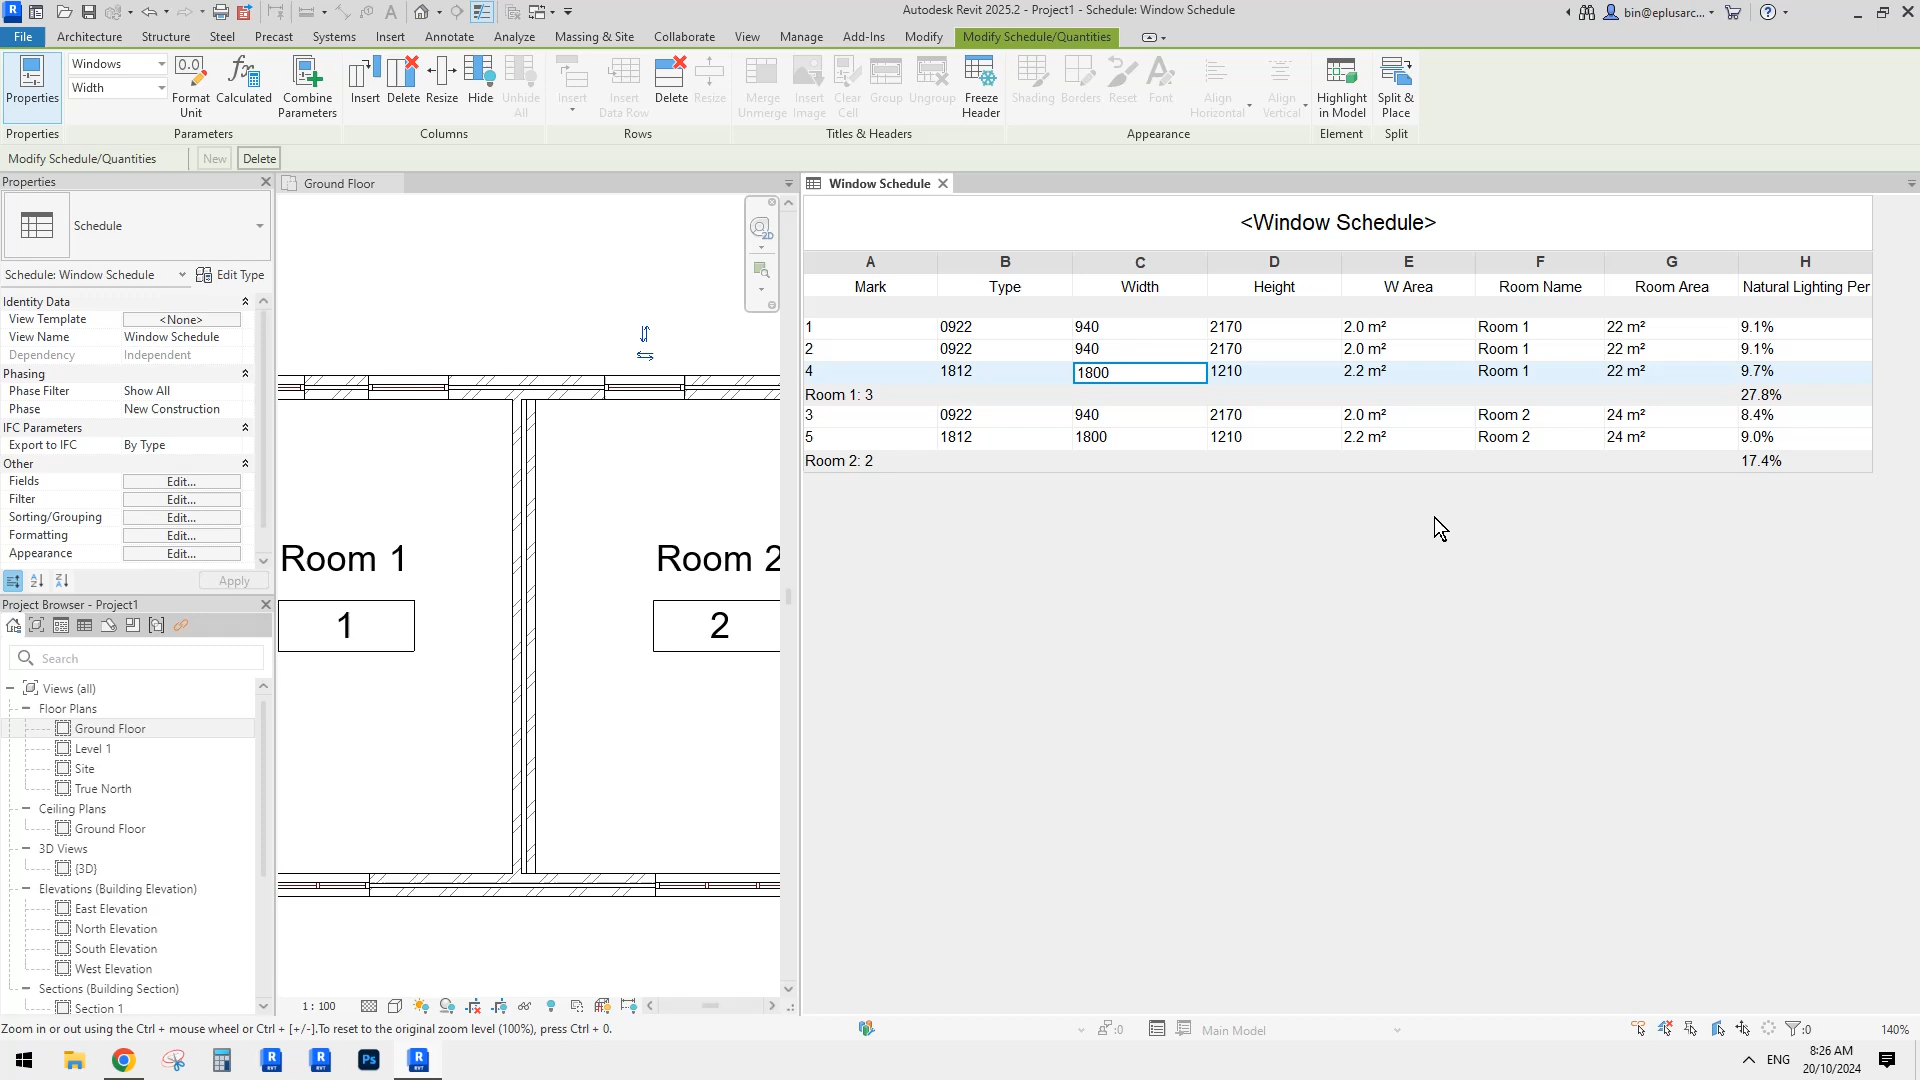 Autodesk Revit 2025.2 - Project1 - Schedule: Window Schedule
bin@eplusarc...
File Architecture Structure Steel Precast Systems Insert Annotate Analyze Massing & Site Collaborate View Manage Add-Ins Modify Modify Schedule/Quantities
Properties
Windows
Width
Format Unit
Calculated
Combine Parameters
Insert Delete Resize Hide Unhide All
Insert
Insert Data Row
Delete Resize
Merge Unmerge
Insert Image
Clear Cell
Group Ungroup
Freeze Header
Shading Borders Reset Font
Align Horizontal
Align Vertical
Highlight in Model
Split & Place
Properties Parameters Columns Rows Titles & Headers Appearance Element Split
Modify Schedule/Quantities New Delete
Properties
Schedule
Schedule: Window Schedule Edit Type
Identity Data
View Template <None>
View Name Window Schedule
Dependency Independent
Phasing
Phase Filter Show All
Phase New Construction
IFC Parameters
Export to IFC By Type
Other
Fields Edit...
Filter Edit...
Sorting/Grouping Edit...
Formatting Edit...
Appearance Edit...
Apply
Project Browser - Project1
Search
Views (all)
Floor Plans
Ground Floor
Level 1
Site
True North
Ceiling Plans
Ground Floor
3D Views
{3D}
Elevations (Building Elevation)
East Elevation
North Elevation
South Elevation
West Elevation
Sections (Building Section)
Section 1
Ground Floor
2D
Room 1
1
Room 2
2
1 : 100
Window Schedule
<Window Schedule>
A B C D E F G H
Mark Type Width Height W Area Room Name Room Area Natural Lighting Per
1 0922 940 2170 2.0 m² Room 1 22 m² 9.1%
2 0922 940 2170 2.0 m² Room 1 22 m² 9.1%
4 1812 1800 1210 2.2 m² Room 1 22 m² 9.7%
Room 1: 3 27.8%
3 0922 940 2170 2.0 m² Room 2 24 m² 8.4%
5 1812 1800 1210 2.2 m² Room 2 24 m² 9.0%
Room 2: 2 17.4%
Zoom in or out using the Ctrl + mouse wheel or Ctrl + [+/-].To reset to the original zoom level (100%), press Ctrl + 0.
:0
Main Model
:0
140%
ENG
8:26 AM
20/10/2024